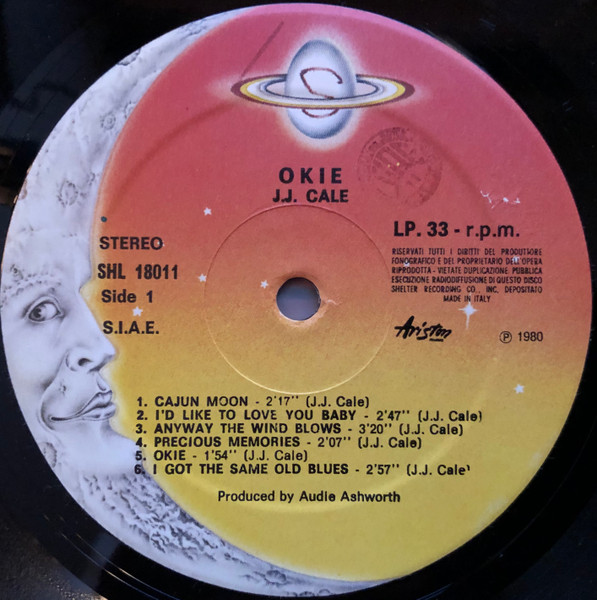 S
OKIE
J.J. CALE
STEREO
SHL 18011
Side 1
S.I.A.E.
LP. 33 - r.p.m.
RISERVATI TUTTI I DIRITTI DEL PRODUTTORE
FONOGRAFICO E DEL PROPRIETARIO DELL'OPERA
RIPRODOTTA - VIETATE DUPLICAZIONE PUBBLICA
ESECUZIONE RADIODIFFUSIONE DI QUESTO DISCO
SHELTER RECORDING CO., INC. DEPOSITATO
MADE IN ITALY
Ariston
℗ 1980
1. CAJUN MOON - 2'17'' (J.J. Cale)
2. I'D LIKE TO LOVE YOU BABY - 2'47'' (J.J. Cale)
3. ANYWAY THE WIND BLOWS - 3'20'' (J.J. Cale)
4. PRECIOUS MEMORIES - 2'07'' (J.J. Cale)
5. OKIE - 1'54'' (J.J. Cale)
6. I GOT THE SAME OLD BLUES - 2'57'' (J.J. Cale)
Produced by Audie Ashworth